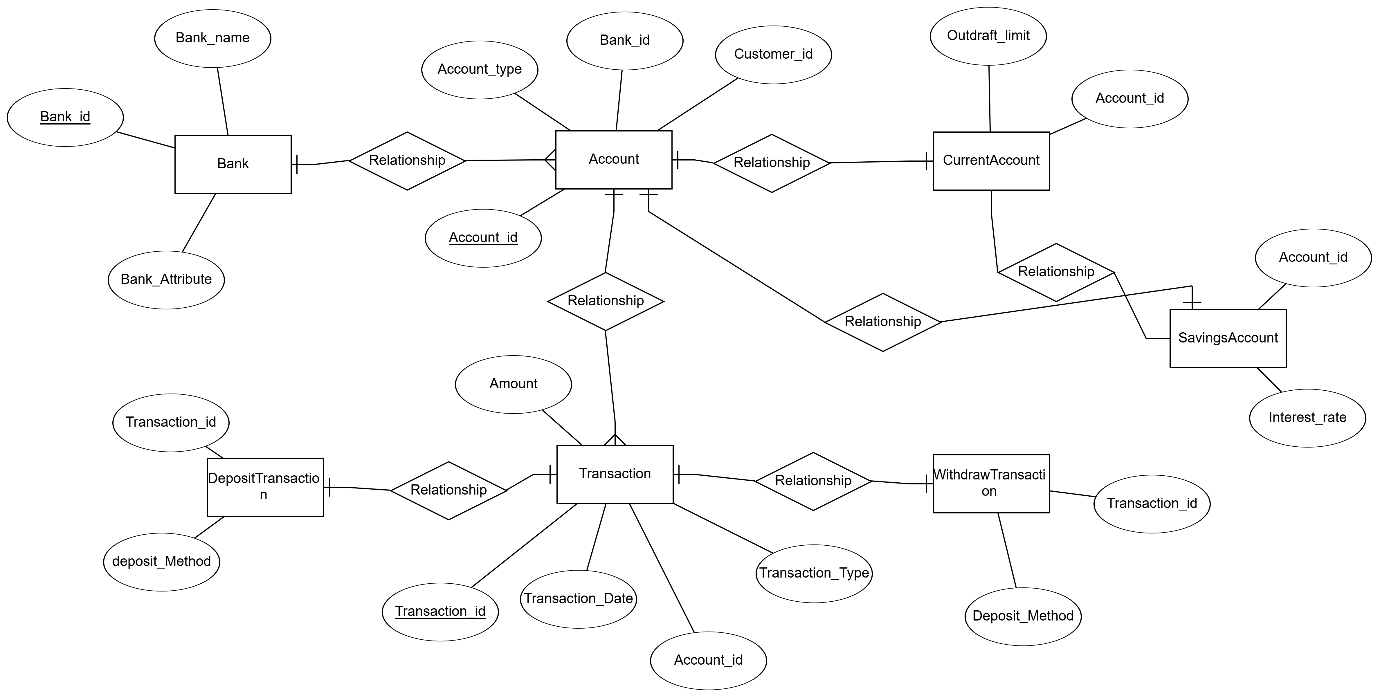 Bank_name
Bank_id
Bank
Bank_Attribute
Relationship
Account_type
Bank_id
Customer_id
Account
Account_id
Relationship
Outdraft_limit
Account_id
CurrentAccount
Relationship
Relationship
Relationship
Account_id
SavingsAccount
Interest_rate
Amount
Transaction_id
DepositTransactio
n
deposit_Method
Relationship
Transaction
Relationship
WithdrawTransacti
on
Transaction_id
Deposit_Method
Transaction_id
Transaction_Date
Transaction_Type
Account_id